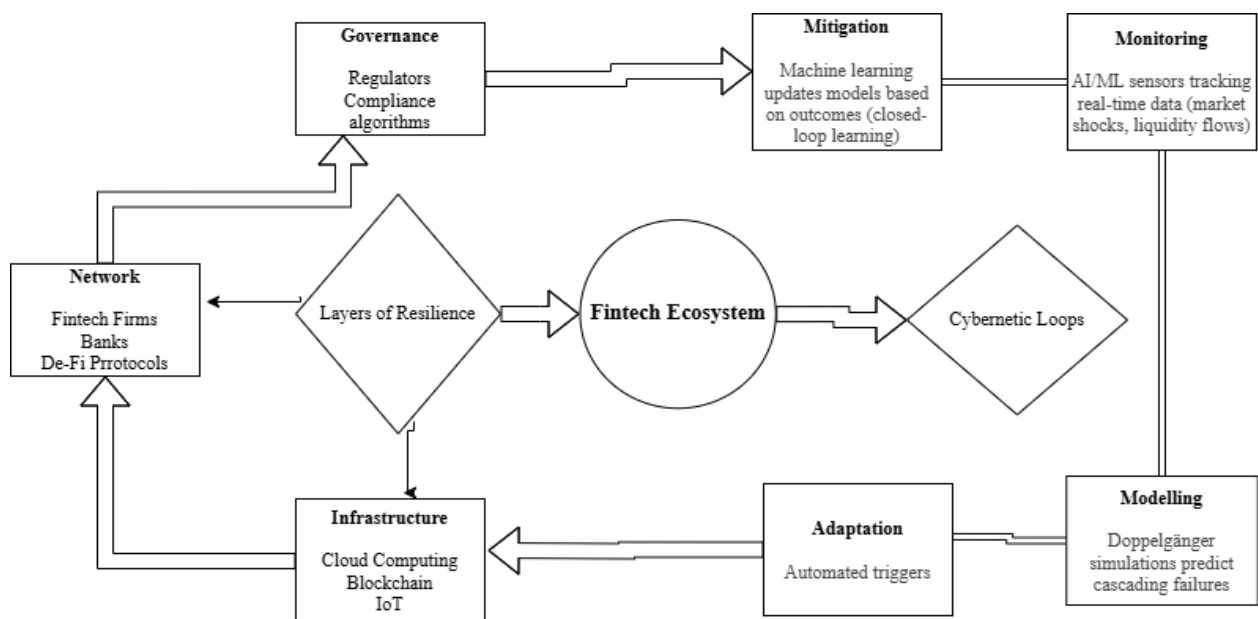 Governance
Regulators
Compliance
algorithms
Mitigation
Machine learning
updates models based
on outcomes (closed-
loop learning)
Monitoring
AI/ML sensors tracking
real-time data (market
shocks, liquidity flows)
Network
Fintech Firms
Banks
De-Fi Prrotocols
Layers of Resilience
Fintech Ecosystem
Cybernetic Loops
Infrastructure
Cloud Computing
Blockchain
IoT
Adaptation
Automated triggers
Modelling
Doppelgänger
simulations predict
cascading failures